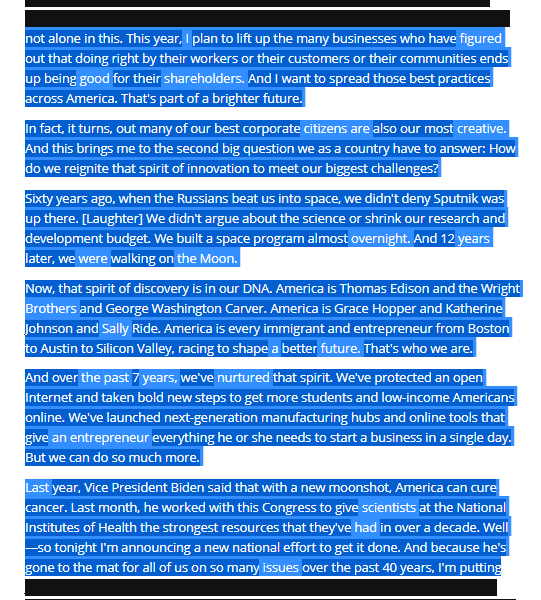 not alone in this. This year, I plan to lift up the many businesses who have figured
out that doing right by their workers or their customers or their communities ends
up being good for their shareholders. And I want to spread those best practices
across America. That's part of a brighter future.
In fact, it turns, out many of our best corporate citizens are also our most creative.
And this brings me to the second big question we as a country have to answer: How
do we reignite that spirit of innovation to meet our biggest challenges?
Sixty years ago, when the Russians beat us into space, we didn't deny Sputnik was
up there. [Laughter] We didn't argue about the science or shrink our research and
development budget. We built a space program almost overnight. And 12 years
later, we were walking on the Moon.
Now, that spirit of discovery is in our DNA. America is Thomas Edison and the Wright
Brothers and George Washington Carver. America is Grace Hopper and Katherine
Johnson and Sally Ride. America is every immigrant and entrepreneur from Boston
to Austin to Silicon Valley, racing to shape a better future. That's who we are.
And over the past 7 years, we've nurtured that spirit. We've protected an open
Internet and taken bold new steps to get more students and low-income Americans
online. We've launched next-generation manufacturing hubs and online tools that
give an entrepreneur everything he or she needs to start a business in a single day.
But we can do so much more.
Last year, Vice President Biden said that with a new moonshot, America can cure
cancer. Last month, he worked with this Congress to give scientists at the National
Institutes of Health the strongest resources that they've had in over a decade. Well
—so tonight I'm announcing a new national effort to get it done. And because he's
gone to the mat for all of us on so many issues over the past 40 years, I'm putting